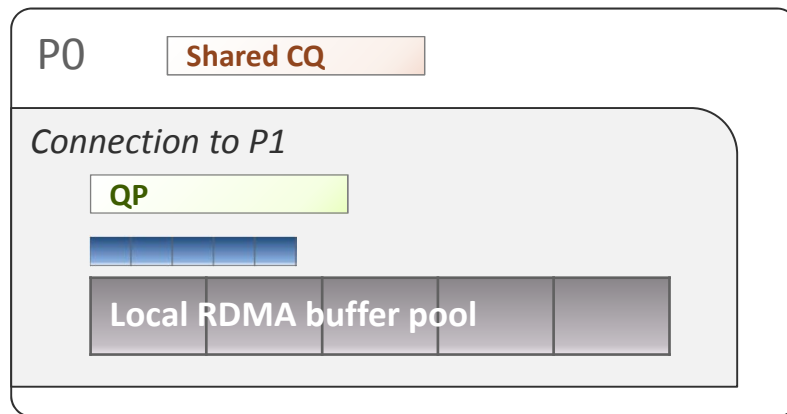 P0
Shared CQ
Connection to P1
QP
Local RDMA buffer pool